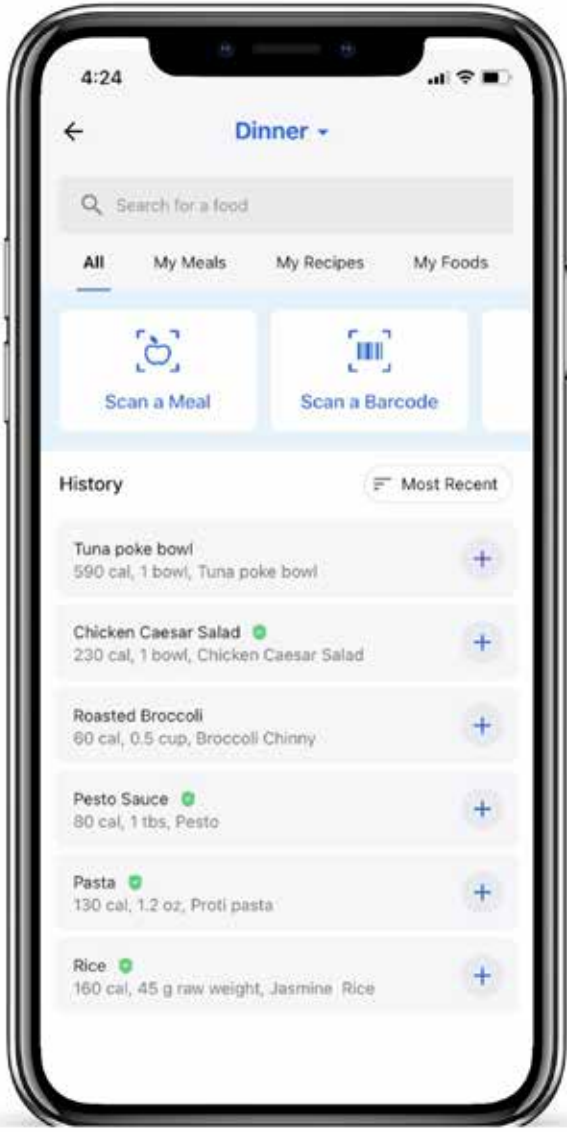 4:24
Dinner
Search for a food
All My Meals My Recipes My Foods
Scan a Meal Scan a Barcode
History Most Recent
Tuna poke bowl
590 cal, 1 bowl, Tuna poke bowl
Chicken Caesar Salad
230 cal, 1 bowl, Chicken Caesar Salad
Roasted Broccoli
60 cal, 0.5 cup, Broccoli Chinny
Pesto Sauce
80 cal, 1 tbs, Pesto
Pasta
130 cal, 1.2 oz, Proti pasta
Rice
160 cal, 45 g raw weight, Jasmine Rice